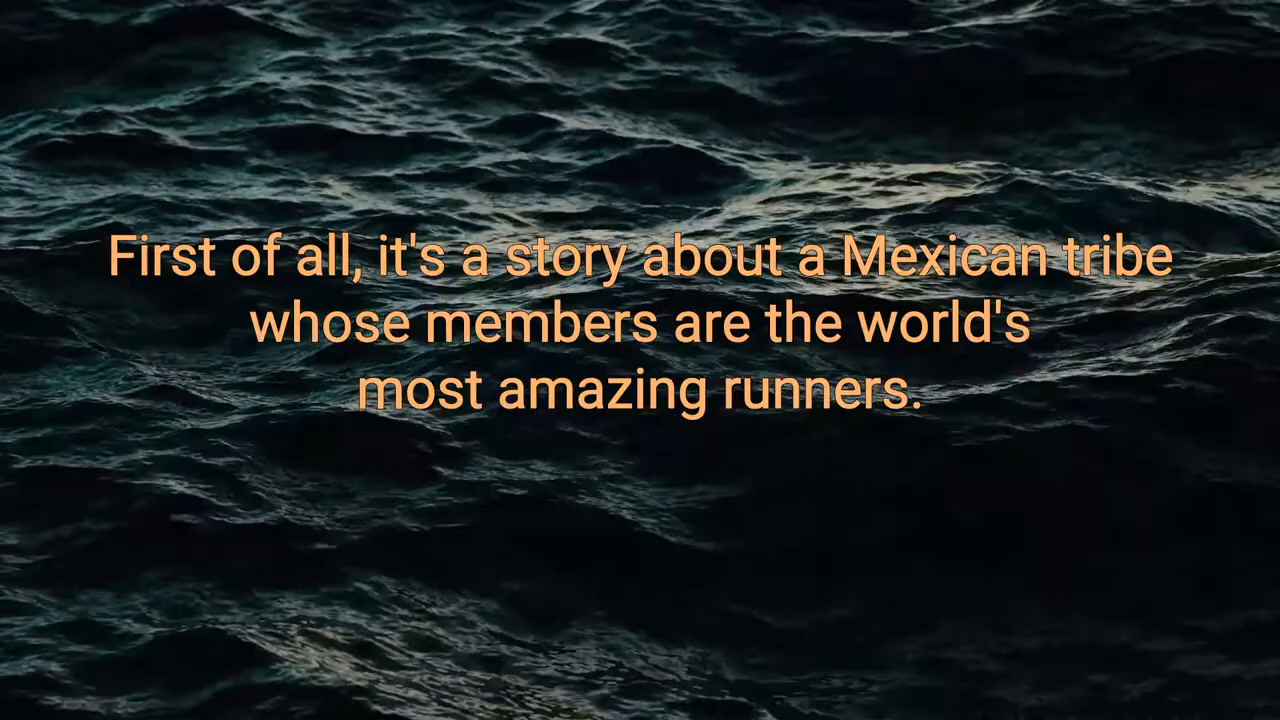 First of all, it's a story about a Mexican tribe
whose members are the world's
most amazing runners.